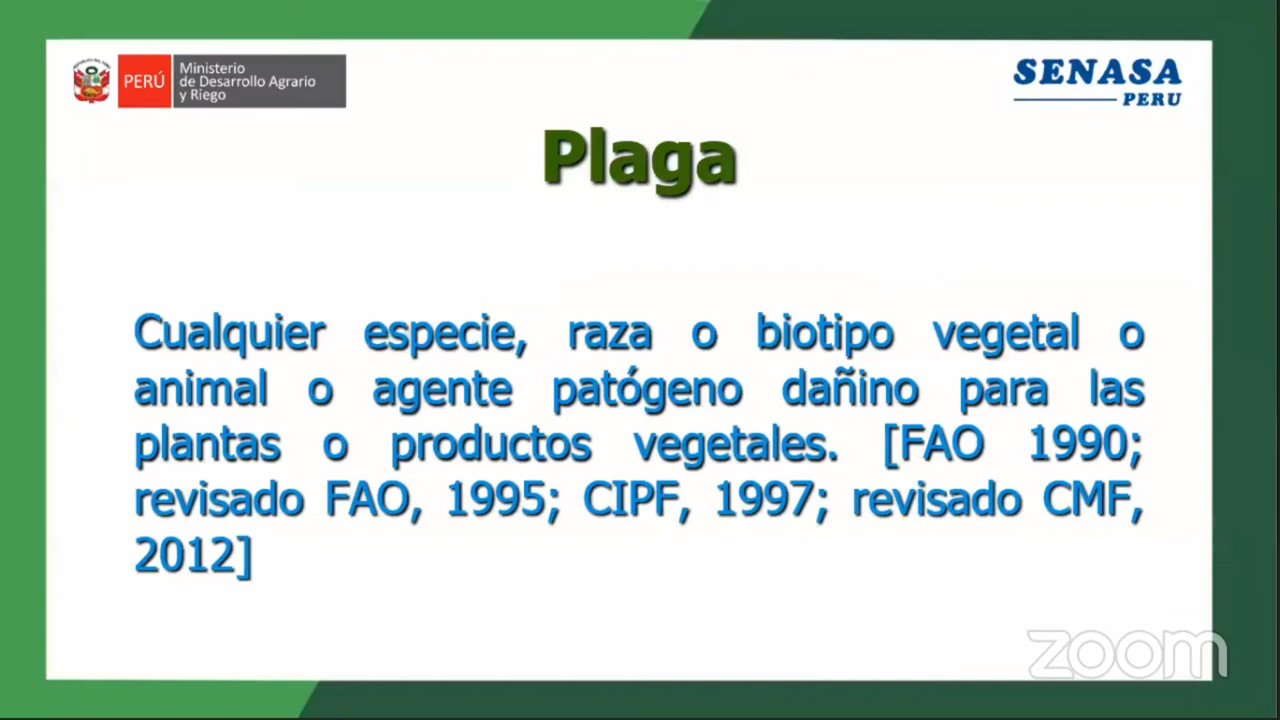 PERÚ
Ministerio
de Desarrollo Agrario
y Riego
SENASA
PERU
Plaga
Cualquier especie, raza o biotipo vegetal o
animal o agente patógeno dañino para las
plantas o productos vegetales. [FAO 1990;
revisado FAO, 1995; CIPF, 1997; revisado CMF,
2012]
zoom